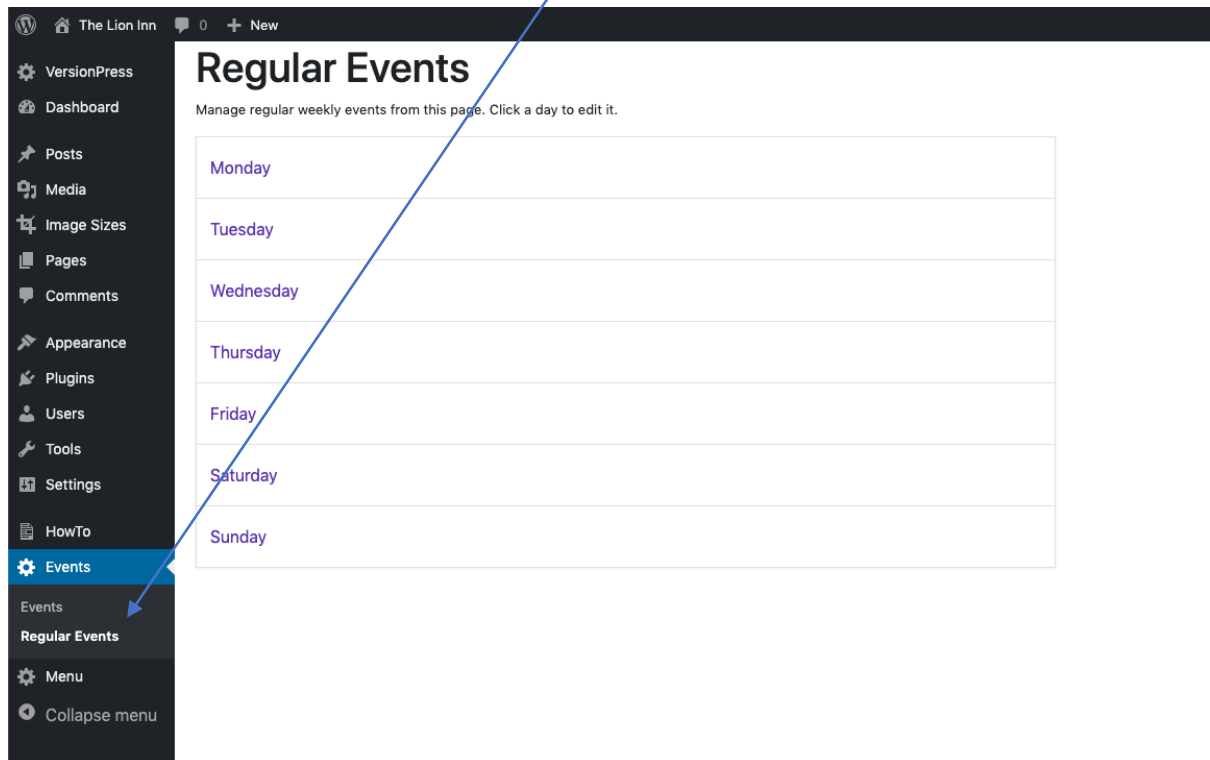 The Lion Inn 0 + New
VersionPress
Dashboard
Posts
Media
Image Sizes
Pages
Comments
Appearance
Plugins
Users
Tools
Settings
HowTo
Events
Events
Regular Events
Menu
Collapse menu
Regular Events
Manage regular weekly events from this page. Click a day to edit it.
Monday
Tuesday
Wednesday
Thursday
Friday
Saturday
Sunday